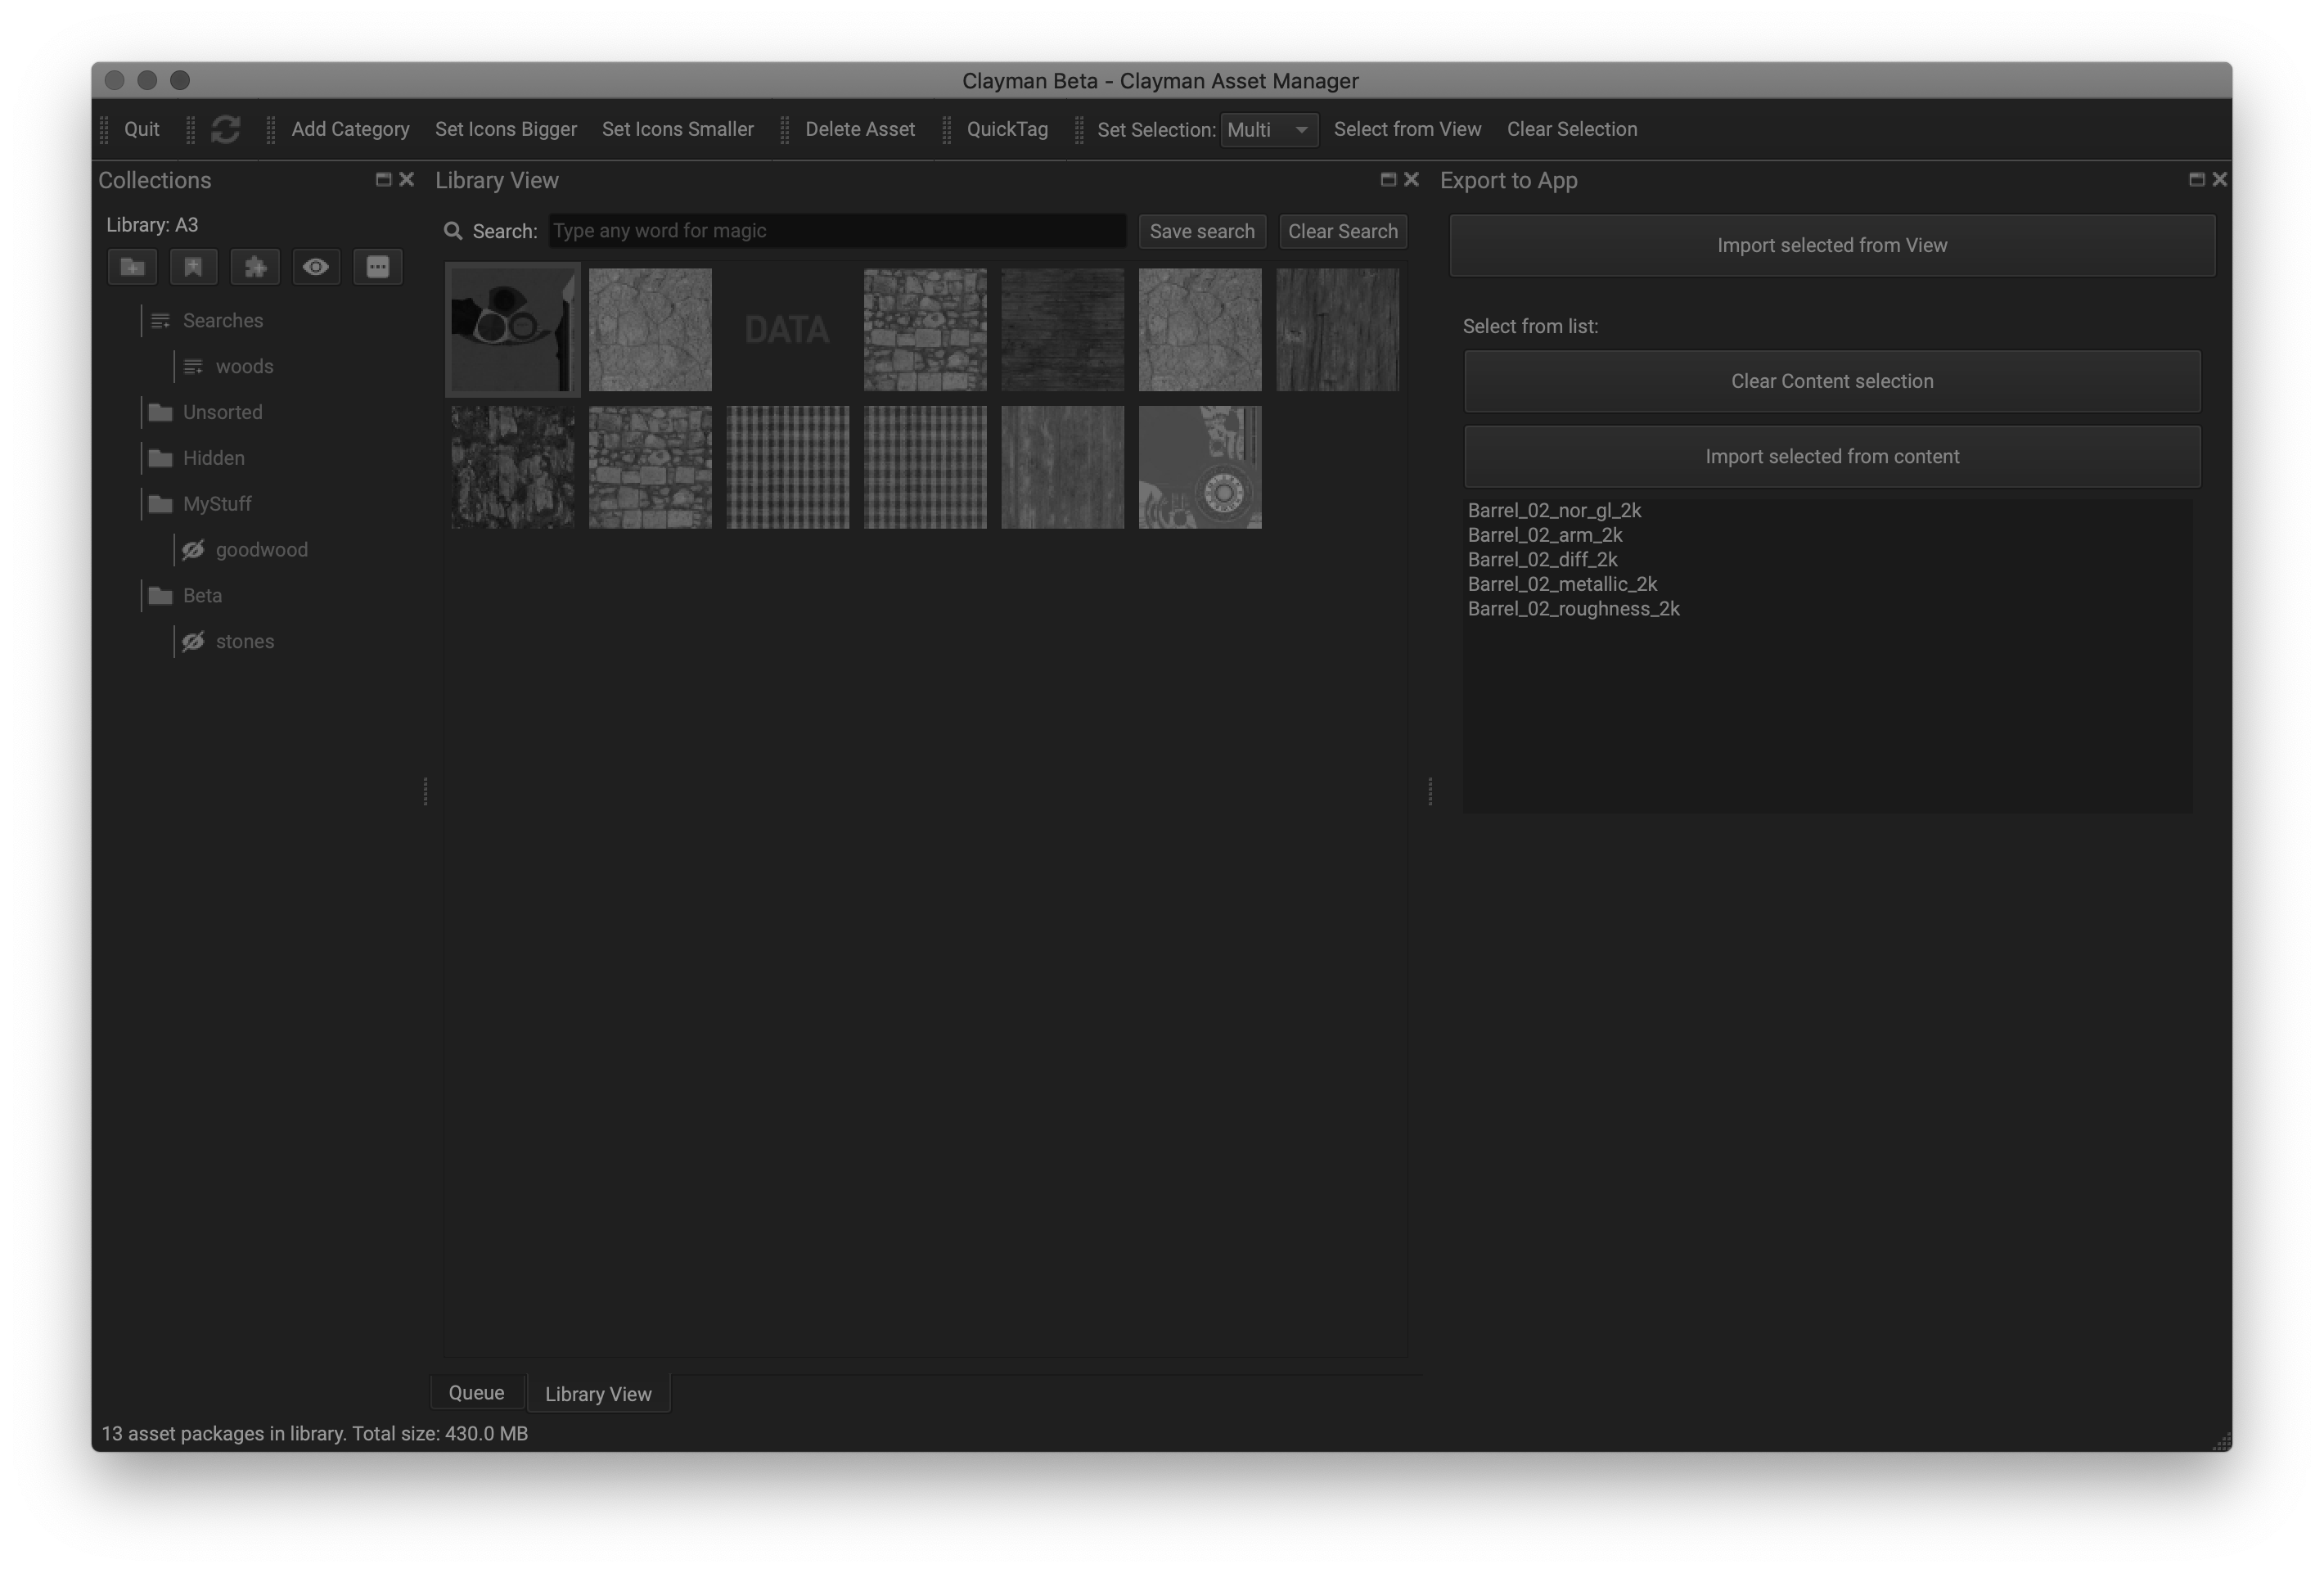 Clayman Beta - Clayman Asset Manager
Quit
Add Category
Set Icons Bigger
Set Icons Smaller
Delete Asset
QuickTag
Set Selection: Multi
Select from View
Clear Selection
Collections
Library: A3
Searches
woods
Unsorted
Hidden
MyStuff
goodwood
Beta
stones
Library View
Search: Type any word for magic
Save search
Clear Search
DATA
Export to App
Import selected from View
Select from list:
Clear Content selection
Import selected from content
Barrel_02_nor_gl_2k
Barrel_02_arm_2k
Barrel_02_diff_2k
Barrel_02_metallic_2k
Barrel_02_roughness_2k
Queue
Library View
13 asset packages in library. Total size: 430.0 MB